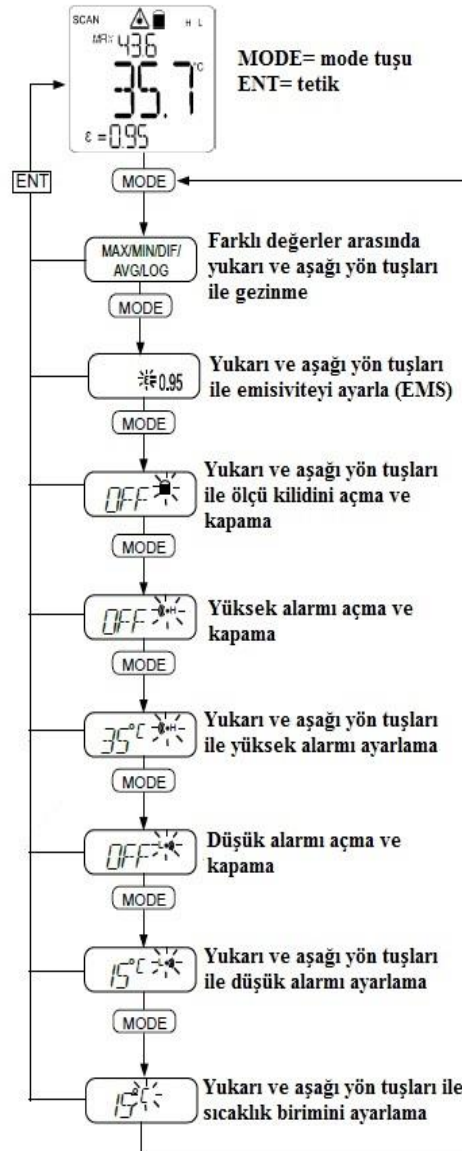 SCAN H L
MAX 436
35.7°C
ε =0.95
MODE= mode tuşu
ENT= tetik
ENT
MODE
MAX/MIN/DIF/
AVG/LOG
Farklı değerler arasında
yukarı ve aşağı yön tuşları
ile gezinme
MODE
ε=0.95
Yukarı ve aşağı yön tuşları
ile emisiviteyi ayarla (EMS)
MODE
OFF
Yukarı ve aşağı yön tuşları
ile ölçü kilidini açma ve
kapama
MODE
OFF H
Yüksek alarmı açma ve
kapama
MODE
35°C H
Yukarı ve aşağı yön tuşları
ile yüksek alarmı ayarlama
MODE
OFF L
Düşük alarmı açma ve
kapama
MODE
15°C L
Yukarı ve aşağı yön tuşları
ile düşük alarmı ayarlama
MODE
15°C
Yukarı ve aşağı yön tuşları ile
sıcaklık birimini ayarlama